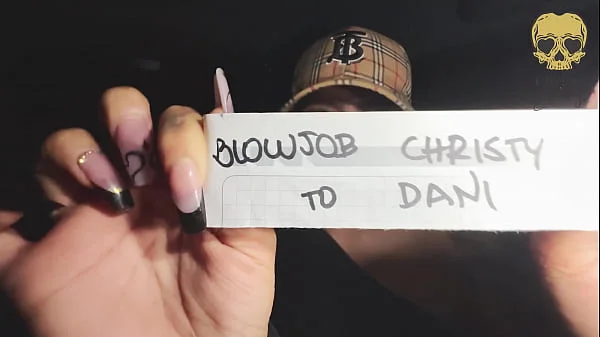 BLOWJOB CHRISTY
TO DANI